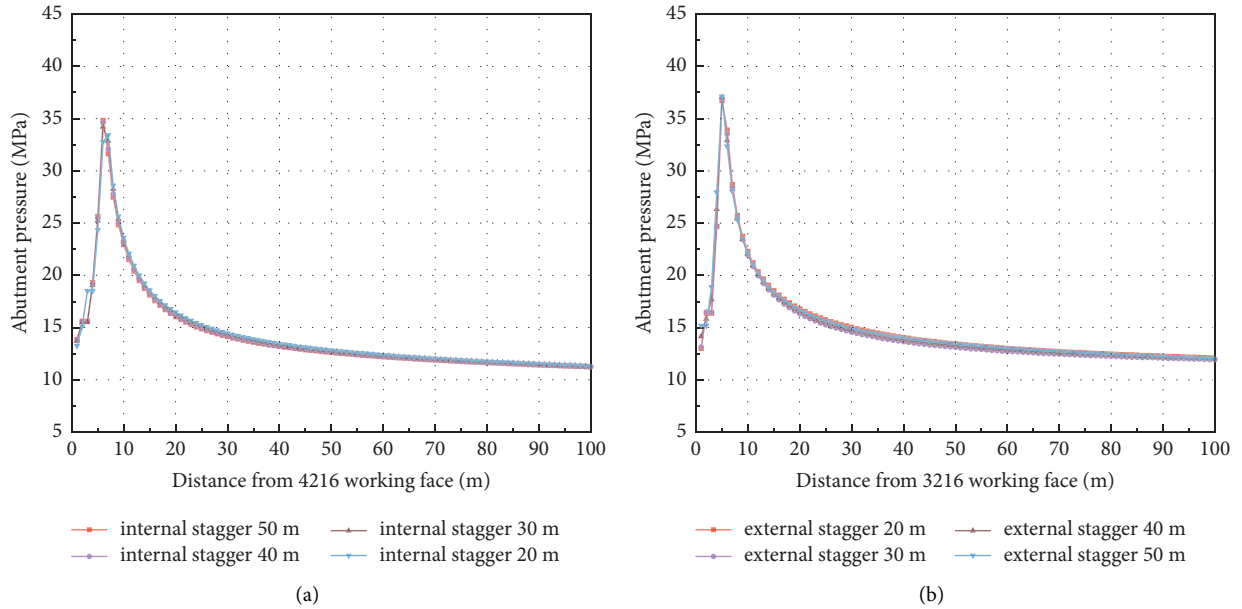 45
40
35
30
25
20
15
10
5
Abutment pressure (MPa)
0 10 20 30 40 50 60 70 80 90 100
Distance from 4216 working face (m)
internal stagger 50 m internal stagger 30 m
internal stagger 40 m internal stagger 20 m
(a)
45
40
35
30
25
20
15
10
5
Abutment pressure (MPa)
0 10 20 30 40 50 60 70 80 90 100
Distance from 3216 working face (m)
external stagger 20 m external stagger 40 m
external stagger 30 m external stagger 50 m
(b)